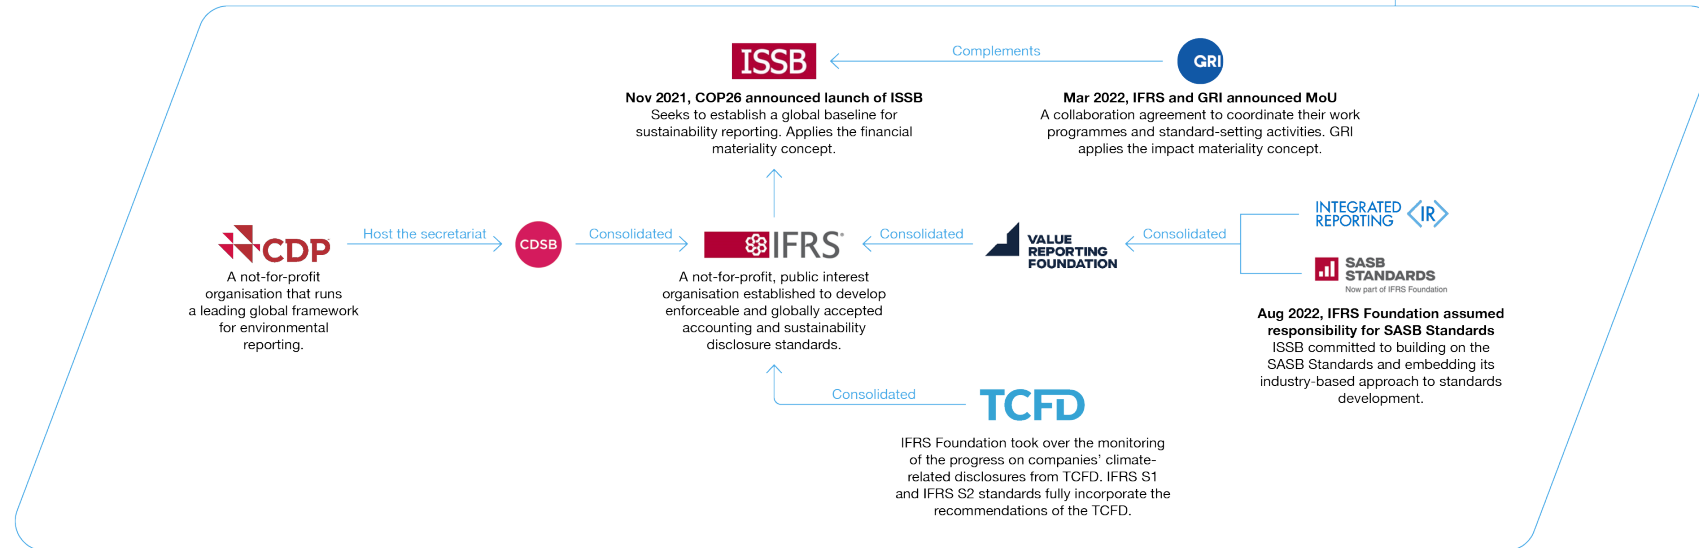 ISSB
Complements
GRI
Nov 2021, COP26 announced launch of ISSB
Seeks to establish a global baseline for
sustainability reporting. Applies the financial
materiality concept.
Mar 2022, IFRS and GRI announced MoU
A collaboration agreement to coordinate their work
programmes and standard-setting activities. GRI
applies the impact materiality concept.
CDP
Host the secretariat
CDSB
Consolidated
IFRS®
Consolidated
VALUE
REPORTING
FOUNDATION
Consolidated
INTEGRATED
REPORTING
IR
SASB
STANDARDS
Now part of IFRS Foundation
A not-for-profit
organisation that runs
a leading global framework
for environmental
reporting.
A not-for-profit, public interest
organisation established to develop
enforceable and globally accepted
accounting and sustainability
disclosure standards.
Aug 2022, IFRS Foundation assumed
responsibility for SASB Standards
ISSB committed to building on the
SASB Standards and embedding its
industry-based approach to standards
development.
Consolidated
TCFD
IFRS Foundation took over the monitoring
of the progress on companies’ climate-
related disclosures from TCFD. IFRS S1
and IFRS S2 standards fully incorporate the
recommendations of the TCFD.